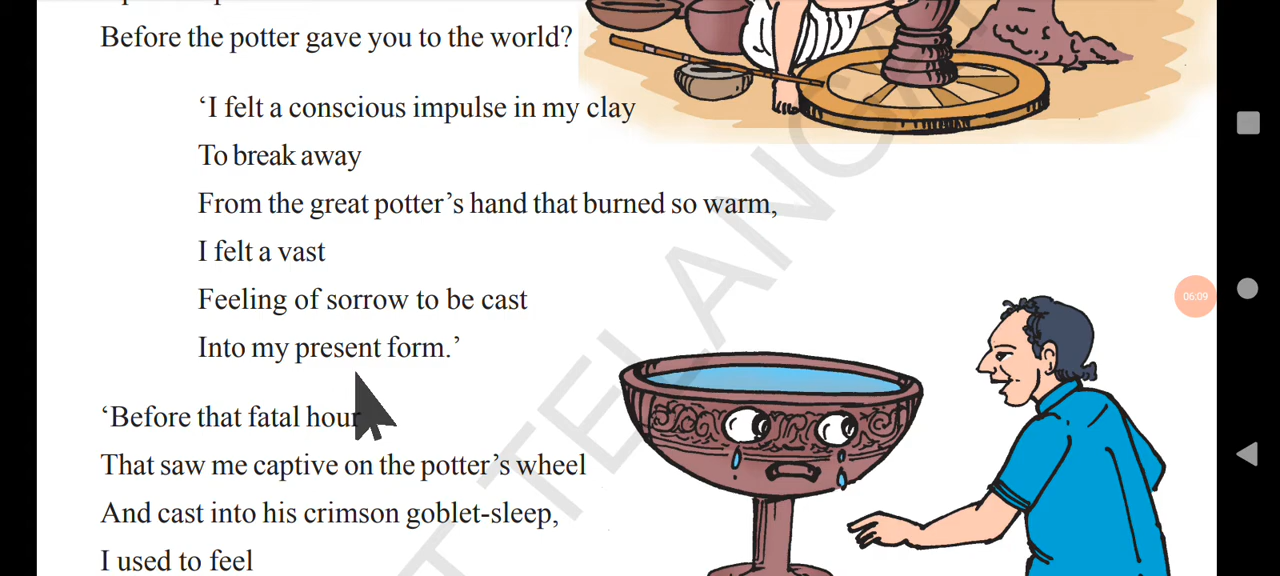 Before the potter gave you to the world?
‘I felt a conscious impulse in my clay
To break away
From the great potter’s hand that burned so warm,
I felt a vast
Feeling of sorrow to be cast
Into my present form.’
‘Before that fatal hour
That saw me captive on the potter’s wheel
And cast into his crimson goblet-sleep,
I used to feel
06:09